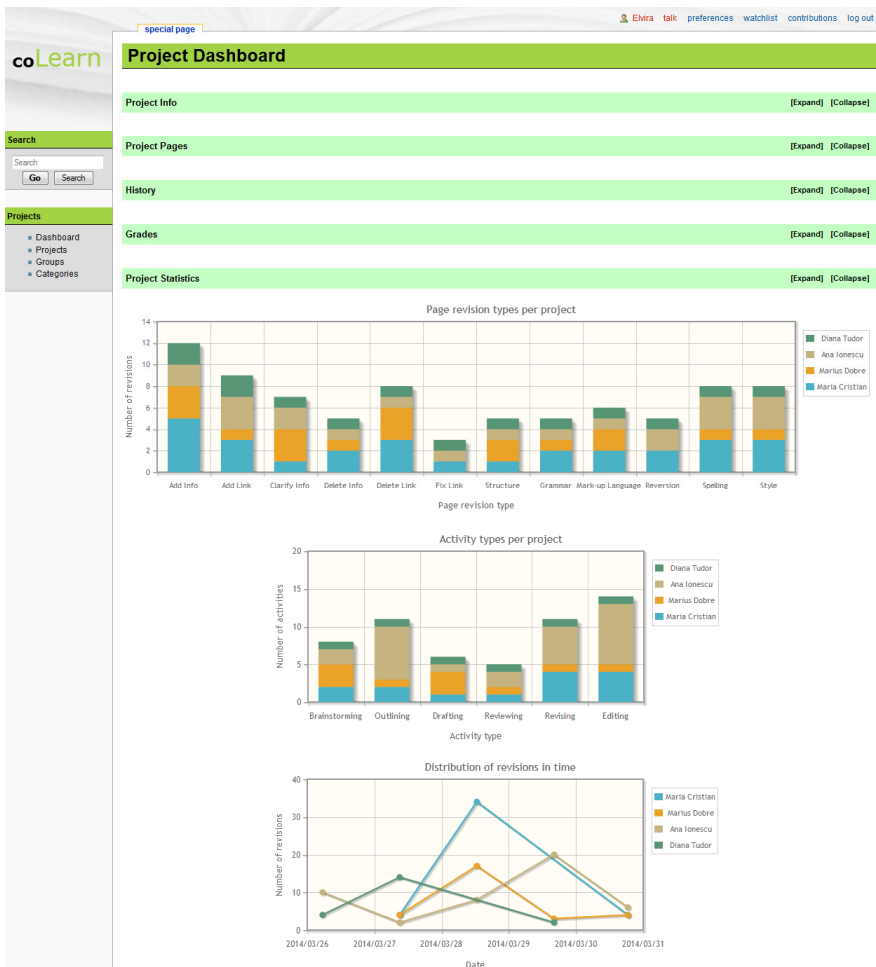 Elvira talk preferences watchlist contributions log out
special page
coLearn
Project Dashboard
Project Info [Expand] [Collapse]
Search
Project Pages [Expand] [Collapse]
Search
Go Search
History [Expand] [Collapse]
Projects
Grades [Expand] [Collapse]
Dashboard
Projects
Groups
Categories
Project Statistics [Expand] [Collapse]
Page revision types per project
14
12
10
8
6
4
2
0
Number of revisions
Diana Tudor
Ana Ionescu
Marius Dobre
Maria Cristian
Add Info Add Link Clarify Info Delete Info Delete Link Fix Link Structure Grammar Mark-up Language Reversion Spelling Style
Page revision type
Activity types per project
20
15
10
5
0
Number of activities
Diana Tudor
Ana Ionescu
Marius Dobre
Maria Cristian
Brainstorming Outlining Drafting Reviewing Revising Editing
Activity type
Distribution of revisions in time
40
30
20
10
0
Number of revisions
Maria Cristian
Marius Dobre
Ana Ionescu
Diana Tudor
2014/03/26 2014/03/27 2014/03/28 2014/03/29 2014/03/30 2014/03/31
Date